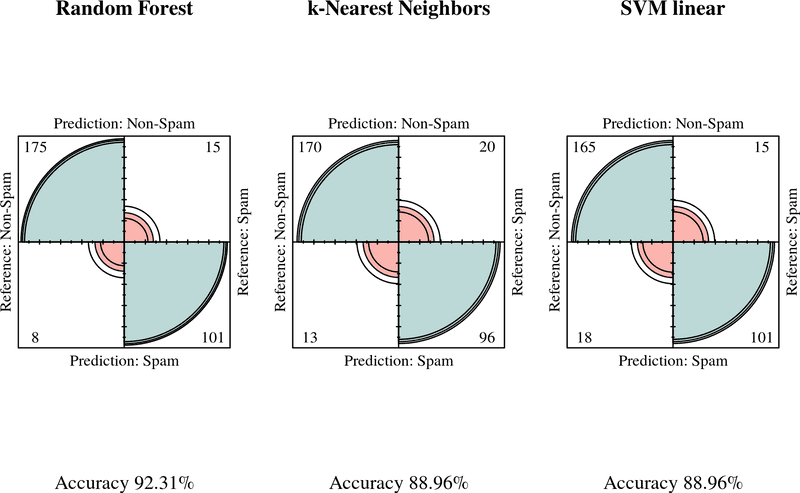 Random Forest
Prediction: Non-Spam
175 15
Reference: Non-Spam
Reference: Spam
8 101
Prediction: Spam
Accuracy 92.31%
k-Nearest Neighbors
Prediction: Non-Spam
170 20
Reference: Non-Spam
Reference: Spam
13 96
Prediction: Spam
Accuracy 88.96%
SVM linear
Prediction: Non-Spam
165 15
Reference: Non-Spam
Reference: Spam
18 101
Prediction: Spam
Accuracy 88.96%